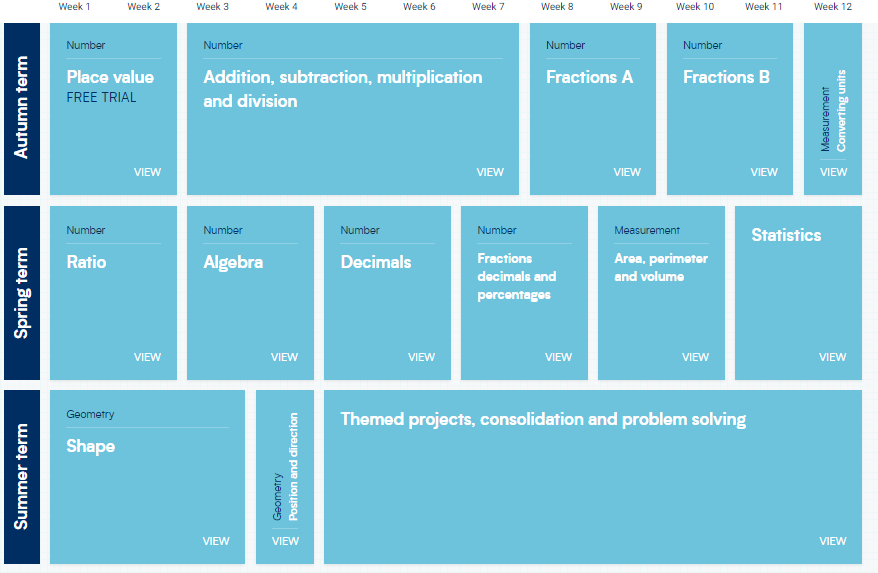 Week 1
Week 2
Week 3
Week 4
Week 5
Week 6
Week 7
Week 8
Week 9
Week 10
Week 11
Week 12
Autumn term
Number
Place value
FREE TRIAL
VIEW
Number
Addition, subtraction, multiplication
and division
VIEW
Number
Fractions A
VIEW
Number
Fractions B
VIEW
Measurement
Converting units
VIEW
Spring term
Number
Ratio
VIEW
Number
Algebra
VIEW
Number
Decimals
VIEW
Number
Fractions
decimals and
percentages
VIEW
Measurement
Area, perimeter
and volume
VIEW
Statistics
VIEW
Summer term
Geometry
Shape
VIEW
Geometry
Position and direction
VIEW
Themed projects, consolidation and problem solving
VIEW